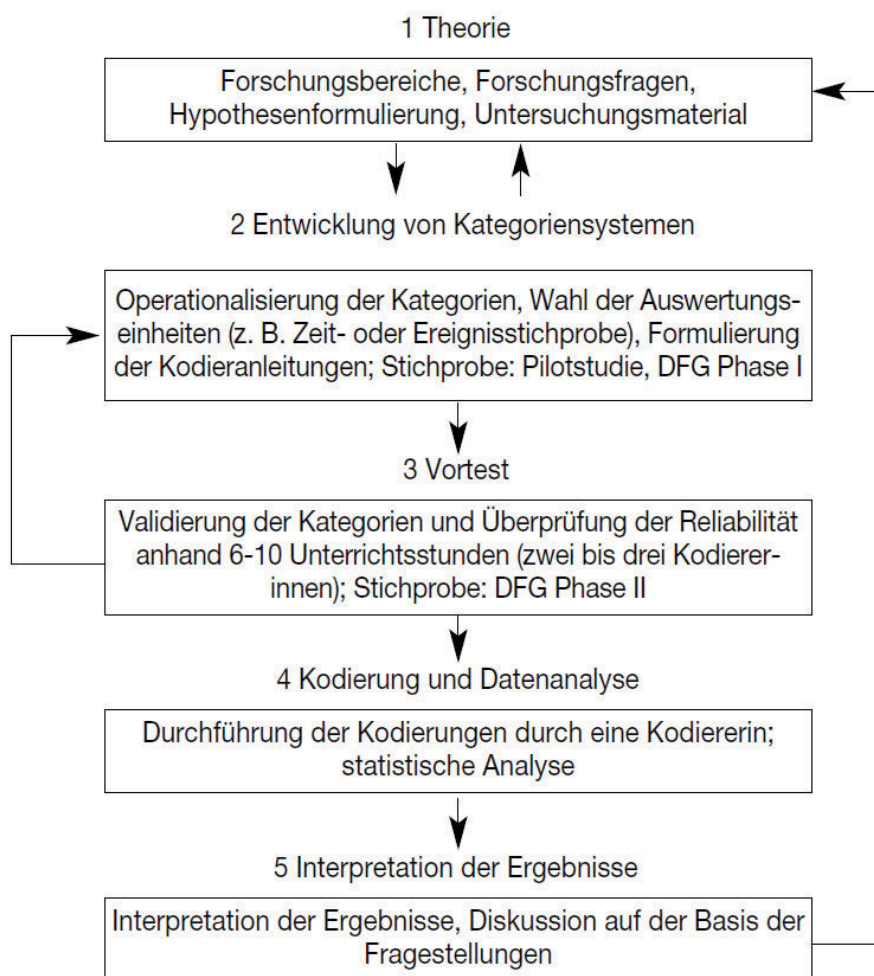 1 Theorie
Forschungsbereiche, Forschungsfragen,
Hypothesenformulierung, Untersuchungsmaterial
2 Entwicklung von Kategoriensystemen
Operationalisierung der Kategorien, Wahl der Auswertungs-
einheiten (z. B. Zeit- oder Ereignisstichprobe), Formulierung
der Kodieranleitungen; Stichprobe: Pilotstudie, DFG Phase I
3 Vortest
Validierung der Kategorien und Überprüfung der Reliabilität
anhand 6-10 Unterrichtsstunden (zwei bis drei Kodierer-
innen); Stichprobe: DFG Phase II
4 Kodierung und Datenanalyse
Durchführung der Kodierungen durch eine Kodiererin;
statistische Analyse
5 Interpretation der Ergebnisse
Interpretation der Ergebnisse, Diskussion auf der Basis der
Fragestellungen